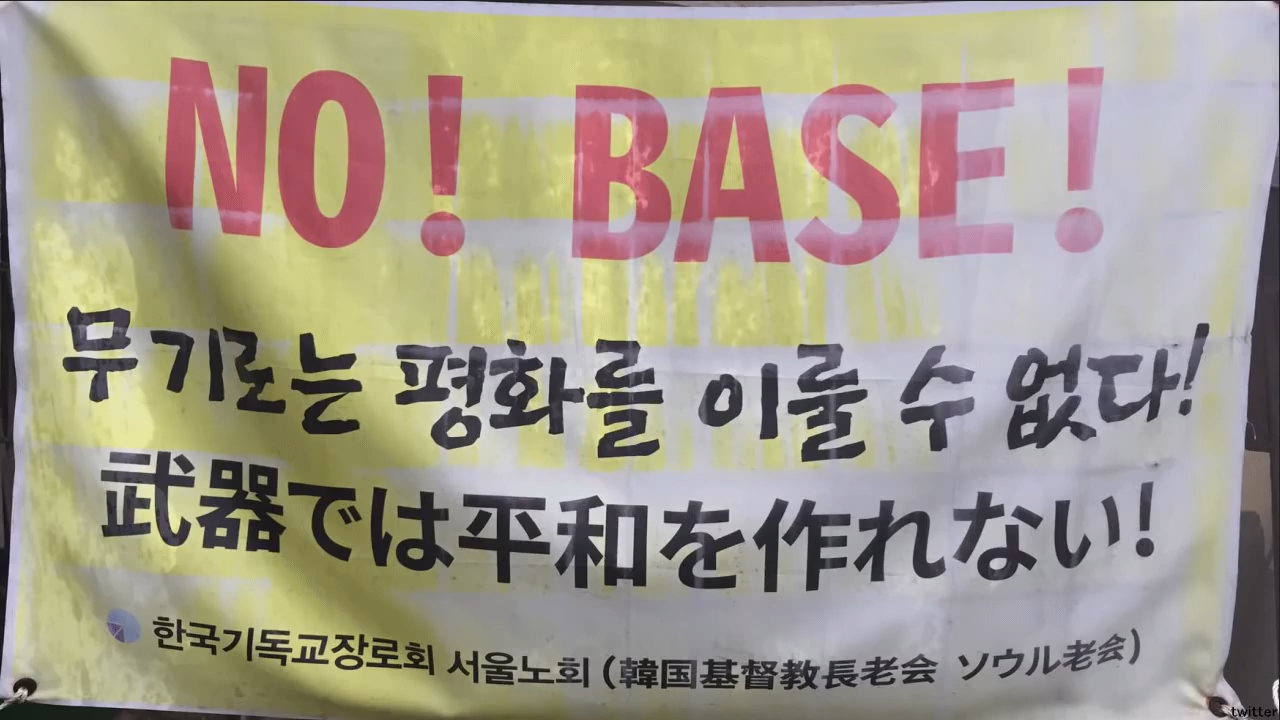 NO! BASE!
무기로는 평화를 이룰 수 없다!
武器では平和を作れない!
한국기독교장로회 서울노회 (韓国基督教長老会 ソウル老会)
twitter